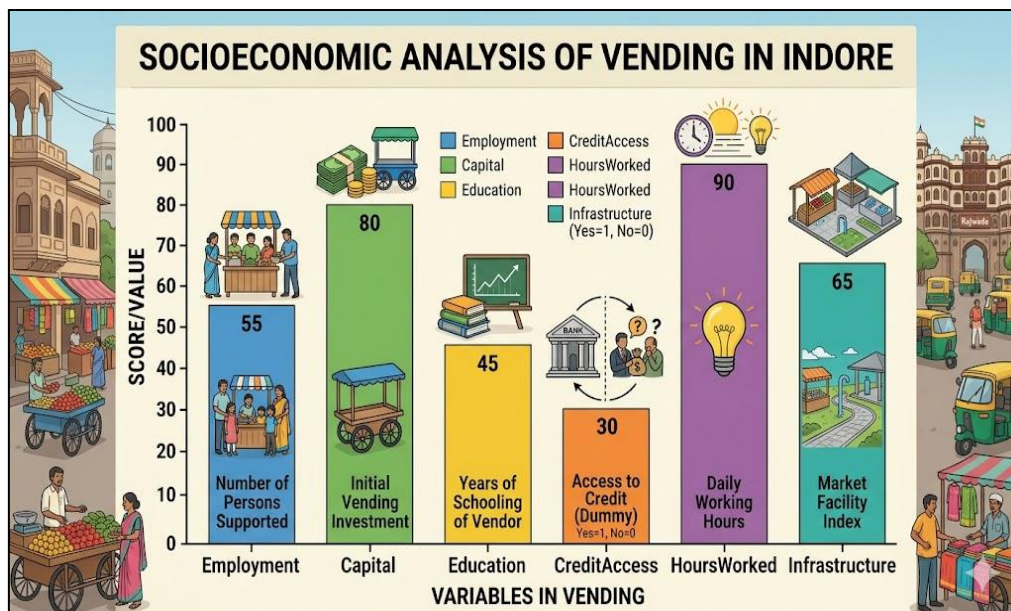 SOCIOECONOMIC ANALYSIS OF VENDING IN INDORE
SCORE/VALUE
100
90
80
70
60
50
40
30
20
10
0
Employment
Capital
Education
CreditAccess
HoursWorked
HoursWorked
Infrastructure
(Yes=1, No=0)
55
Number of
Persons
Supported
80
Initial
Vending
Investment
45
Years of
Schooling
of Vendor
BANK
?
?
$
30
Access to
Credit
(Dummy)
Yes=1, No=0
90
Daily
Working
Hours
65
Market
Facility
Index
Rajwada
Employment
Capital
Education
CreditAccess
HoursWorked
Infrastructure
VARIABLES IN VENDING